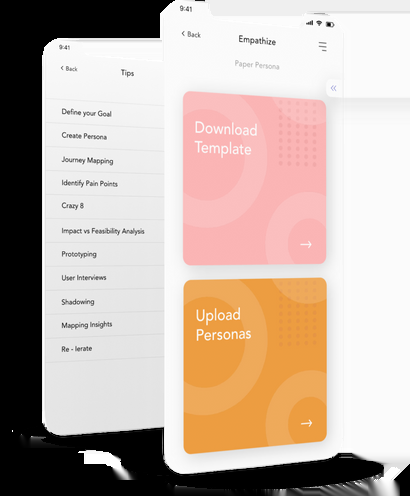 9:41
Back
Tips
Define your Goal
Create Persona
Journey Mapping
Identify Pain Points
Crazy 8
Impact vs Feasibility Analysis
Prototyping
User Interviews
Shadowing
Mapping Insights
Re - lerate
9:41
Back
Empathize
Paper Persona
Download
Template
Upload
Personas